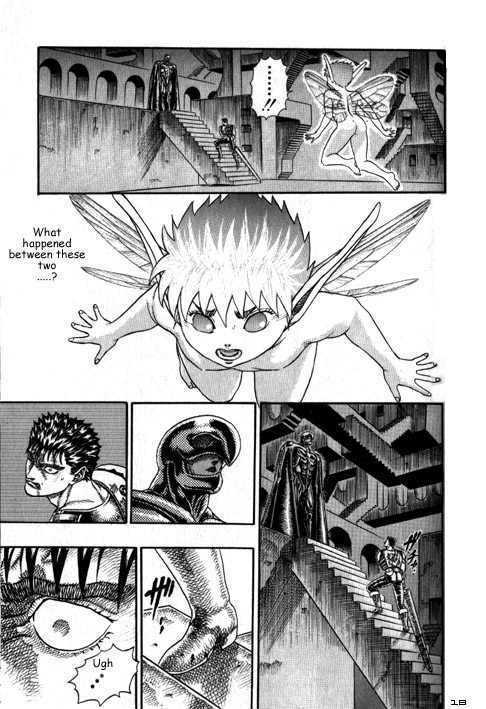 .....!!
What
happened
between these
two
.....?
Ugh
....
18